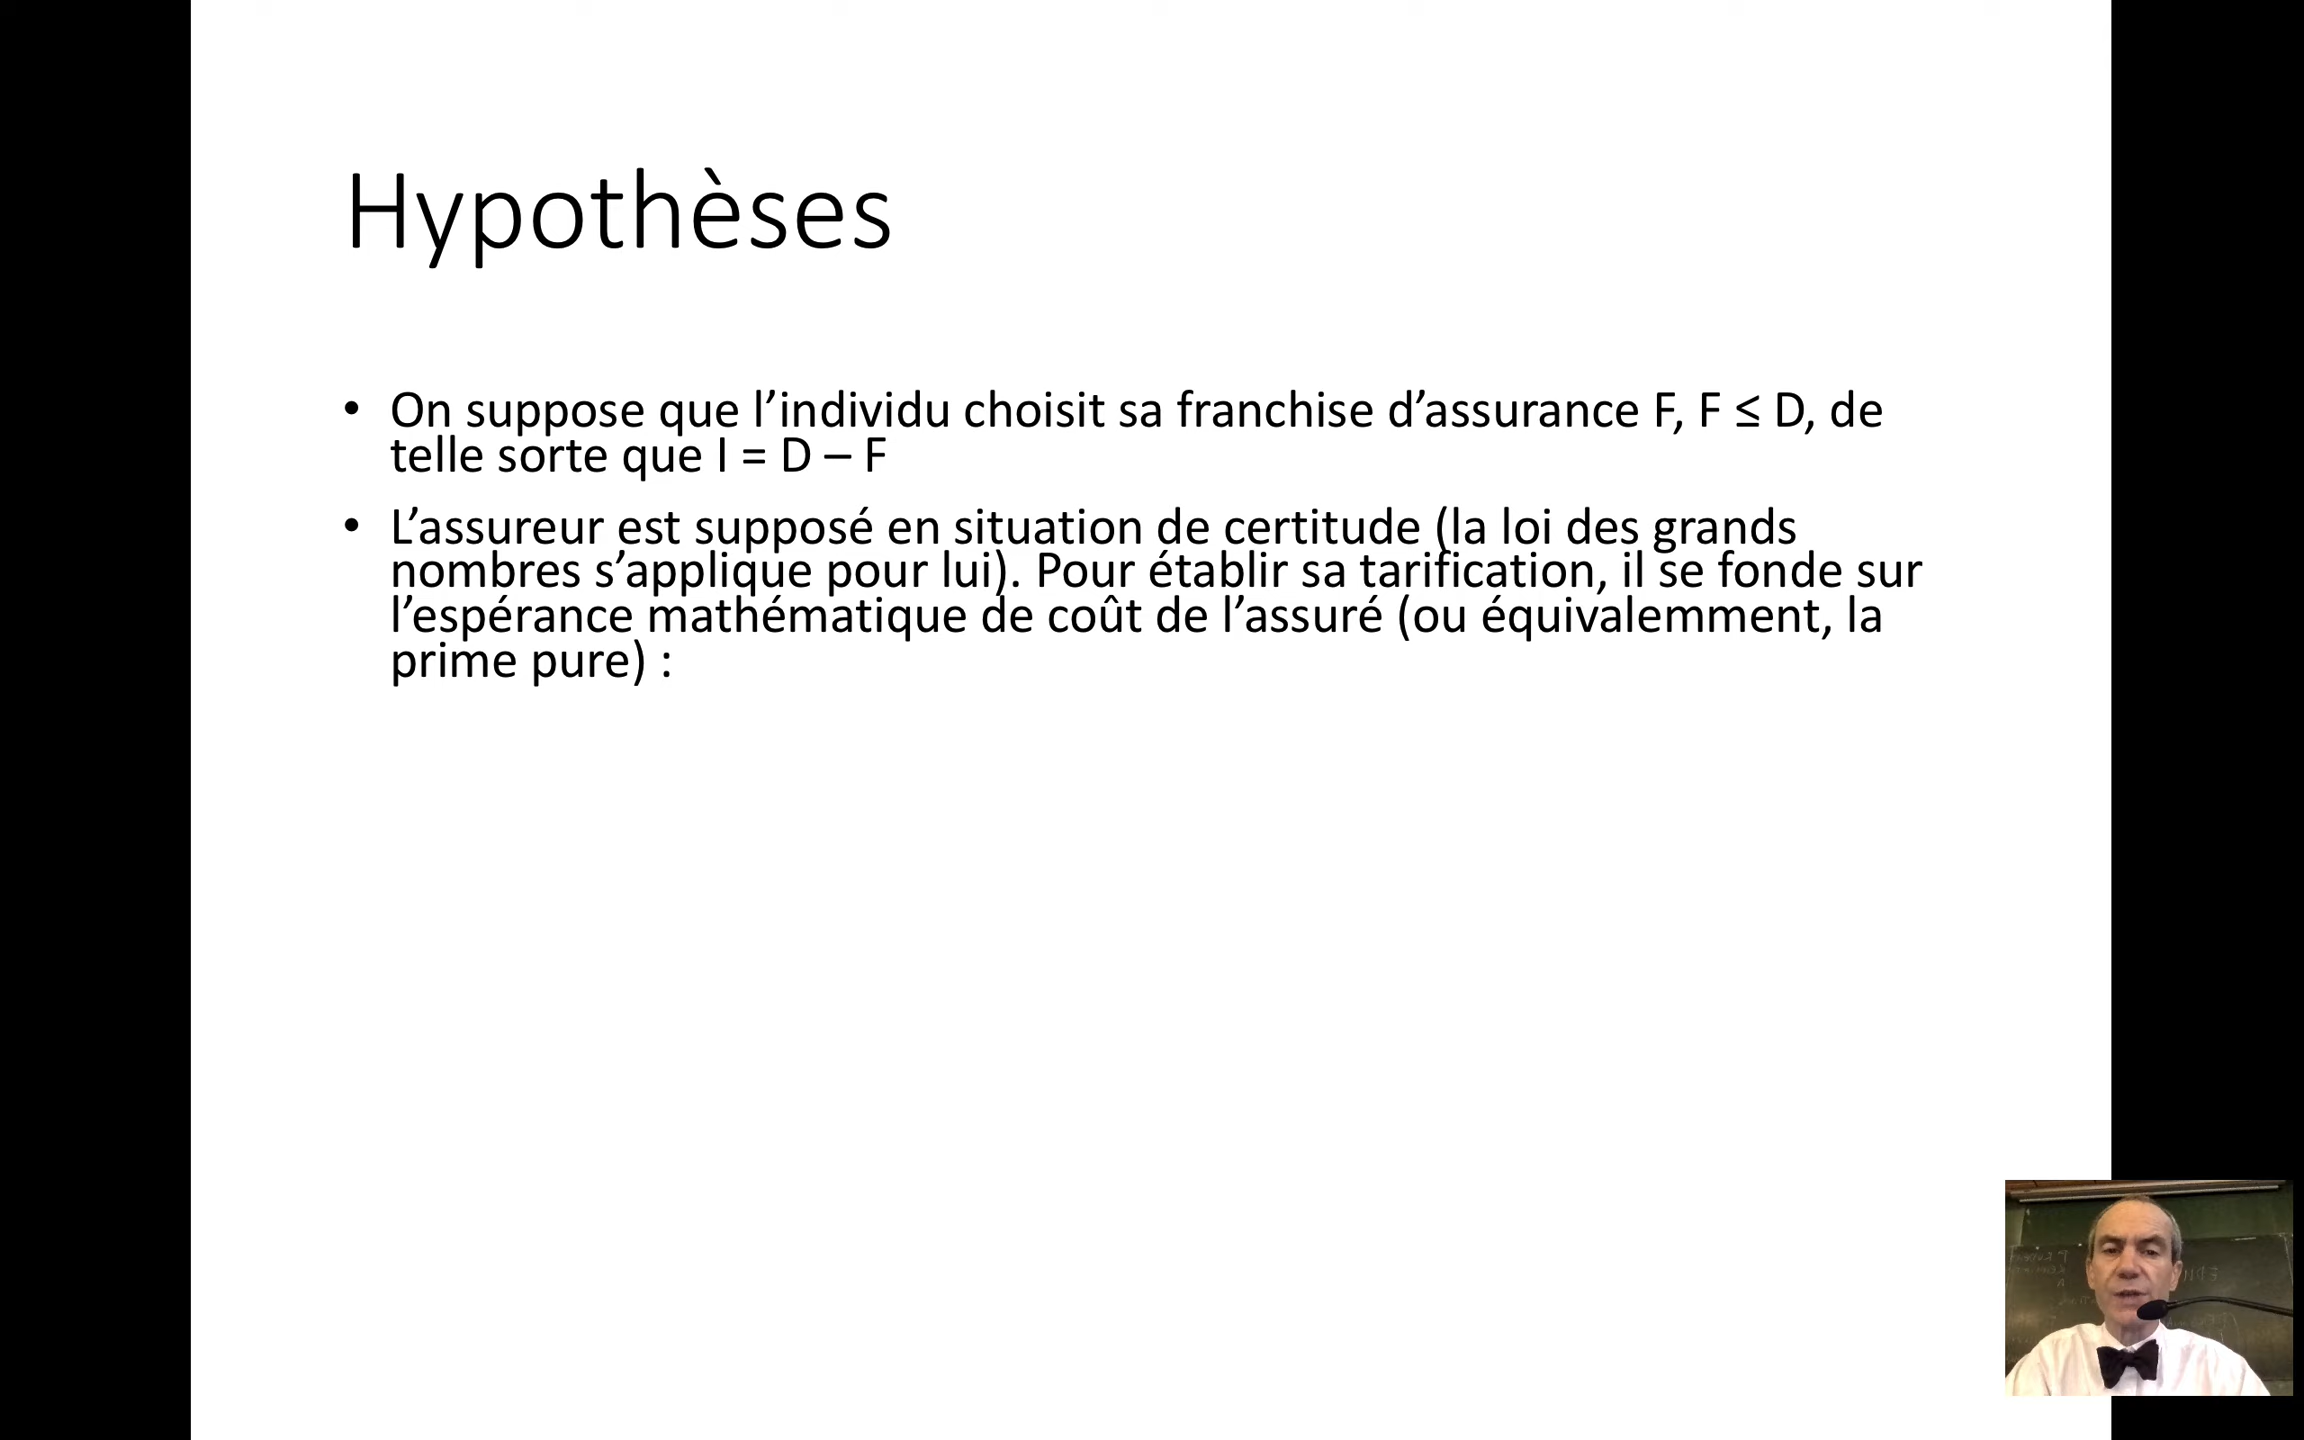 Hypothèses
• On suppose que l’individu choisit sa franchise d’assurance F, F ≤ D, de
telle sorte que I = D – F
• L’assureur est supposé en situation de certitude (la loi des grands
nombres s’applique pour lui). Pour établir sa tarification, il se fonde sur
l’espérance mathématique de coût de l’assuré (ou équivalemment, la
prime pure) :